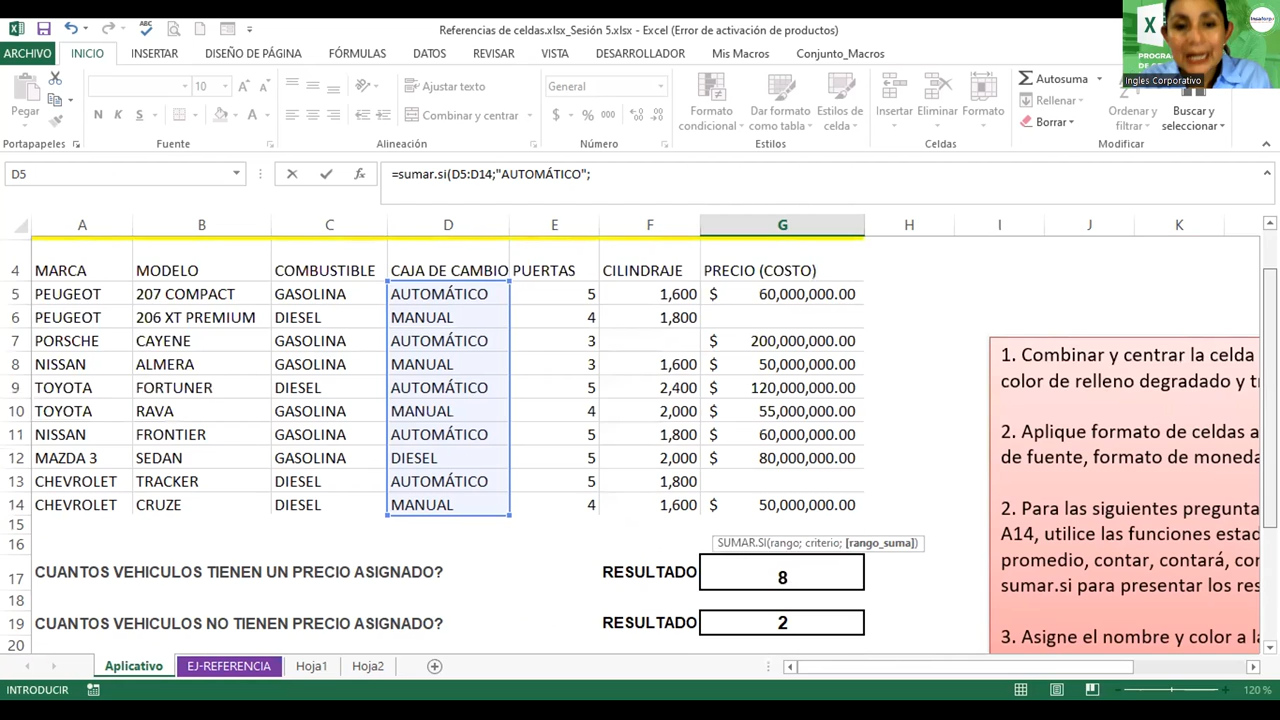 Referencias de celdas.xlsx_Sesión 5.xlsx - Excel (Error de activación de productos)
ARCHIVO INICIO INSERTAR DISEÑO DE PÁGINA FÓRMULAS DATOS REVISAR VISTA DESARROLLADOR Mis Macros Conjunto_Macros
Ingles Corporativo
Pegar
N K S
10
Ajustar texto
Combinar y centrar
General
$ % 000
Formato condicional
Dar formato como tabla
Estilos de celda
Insertar Eliminar Formato
Autosuma
Rellenar
Borrar
Ordenar y filtrar
Buscar y seleccionar
Portapapeles Fuente Alineación Número Estilos Celdas Modificar
D5 =sumar.si(D5:D14;"AUTOMÁTICO";
A B C D E F G H I J K
4 MARCA MODELO COMBUSTIBLE CAJA DE CAMBIO PUERTAS CILINDRAJE PRECIO (COSTO)
5 PEUGEOT 207 COMPACT GASOLINA AUTOMÁTICO 5 1,600 $ 60,000,000.00
6 PEUGEOT 206 XT PREMIUM DIESEL MANUAL 4 1,800
7 PORSCHE CAYENE GASOLINA AUTOMÁTICO 3 $ 200,000,000.00
8 NISSAN ALMERA GASOLINA MANUAL 3 1,600 $ 50,000,000.00
9 TOYOTA FORTUNER DIESEL AUTOMÁTICO 5 2,400 $ 120,000,000.00
10 TOYOTA RAVA GASOLINA MANUAL 4 2,000 $ 55,000,000.00
11 NISSAN FRONTIER GASOLINA AUTOMÁTICO 5 1,800 $ 60,000,000.00
12 MAZDA 3 SEDAN GASOLINA DIESEL 5 2,000 $ 80,000,000.00
13 CHEVROLET TRACKER DIESEL AUTOMÁTICO 5 1,800
14 CHEVROLET CRUZE DIESEL MANUAL 4 1,600 $ 50,000,000.00
15
16 SUMAR.SI(rango; criterio; [rango_suma])
17 CUANTOS VEHICULOS TIENEN UN PRECIO ASIGNADO? RESULTADO 8
18
19 CUANTOS VEHICULOS NO TIENEN PRECIO ASIGNADO? RESULTADO 2
20
1. Combinar y centrar la celda
color de relleno degradado y
2. Aplique formato de celdas
de fuente, formato de
2. Para las siguientes
A14, utilice las funciones
promedio, contar, contará,
sumar.si para presentar los
3. Asigne el nombre y color a
Aplicativo EJ-REFERENCIA Hoja1 Hoja2
INTRODUCIR 120 %